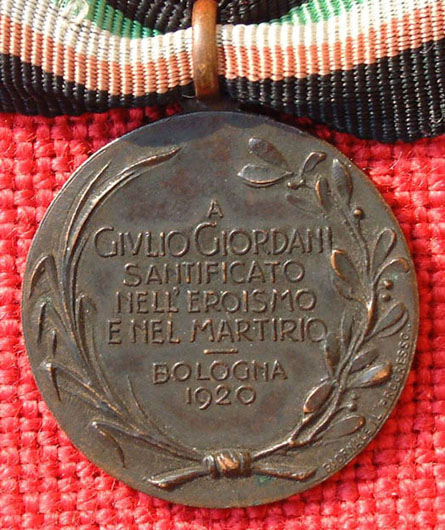 A
GIVLIO GIORDANI
SANTIFICATO
NELL'EROISMO
E NEL MARTIRIO
BOLOGNA
1920